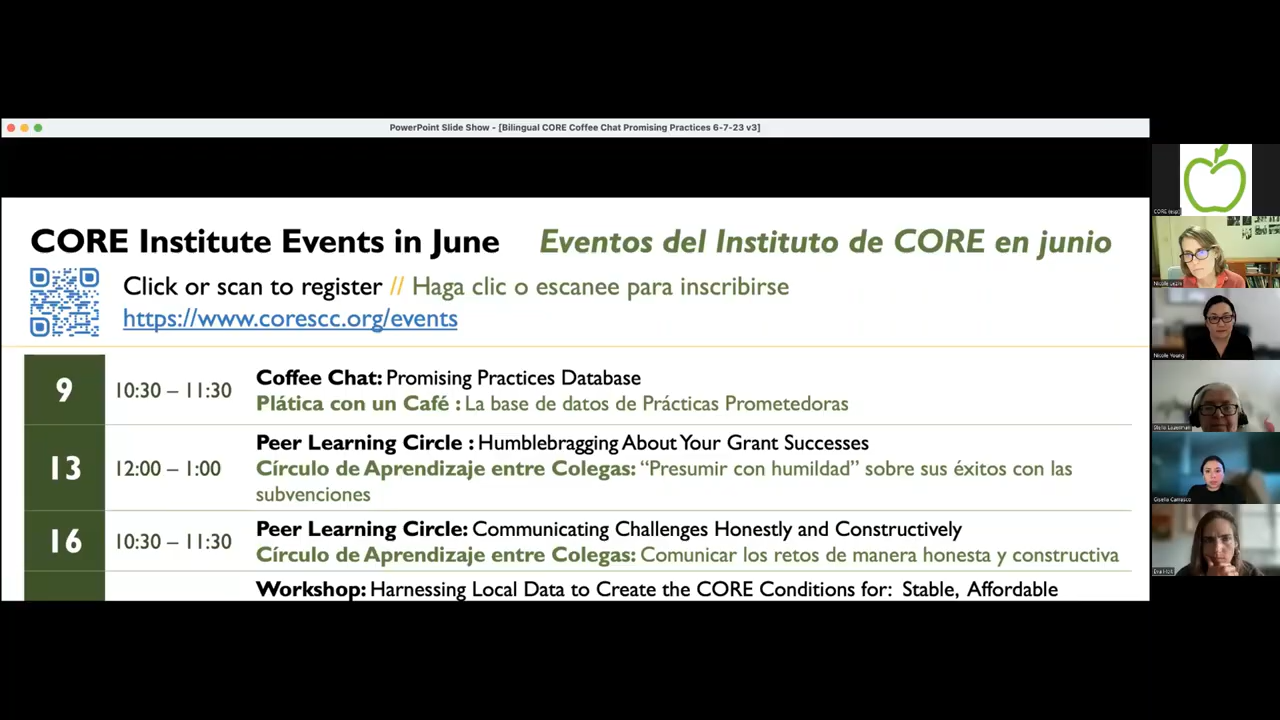 PowerPoint Slide Show - [Bilingual CORE Coffee Chat Promising Practices 6-7-23 v3]
CORE Institute Events in June
Eventos del Instituto de CORE en junio
Click or scan to register // Haga clic o escanee para inscribirse
https://www.corescc.org/events
9
10:30 – 11:30
Coffee Chat: Promising Practices Database
Plática con un Café : La base de datos de Prácticas Prometedoras
13
12:00 – 1:00
Peer Learning Circle : Humblebragging About Your Grant Successes
Círculo de Aprendizaje entre Colegas: “Presumir con humildad” sobre sus éxitos con las
subvenciones
16
10:30 – 11:30
Peer Learning Circle: Communicating Challenges Honestly and Constructively
Círculo de Aprendizaje entre Colegas: Comunicar los retos de manera honesta y constructiva
Workshop: Harnessing Local Data to Create the CORE Conditions for: Stable, Affordable
Nicole Young
Gisella Carrasco